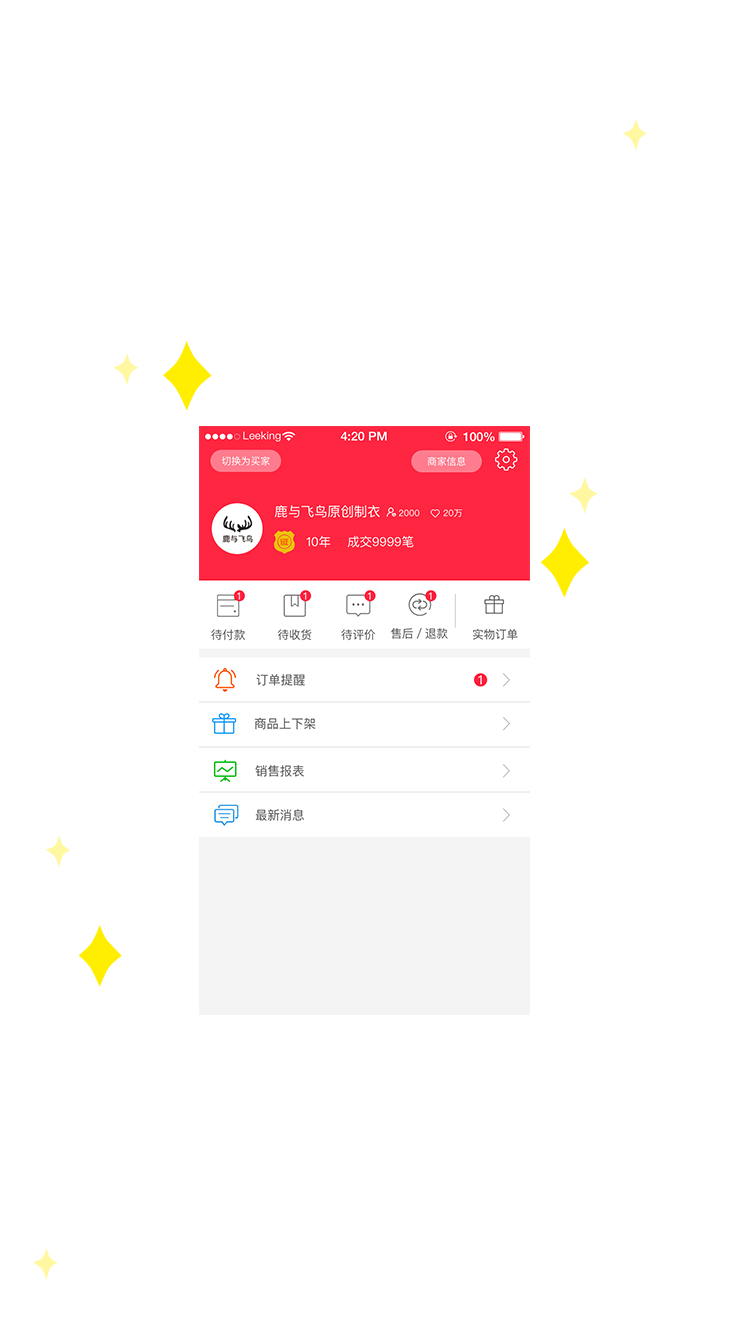 Leeking 4:20 PM 100%
切换为买家 商家信息
鹿与飞鸟原创制衣 2000 20万
鹿与飞鸟
10年 成交9999笔
1 1 1 1
待付款 待收货 待评价 售后 / 退款 实物订单
订单提醒 1
商品上下架
销售报表
最新消息